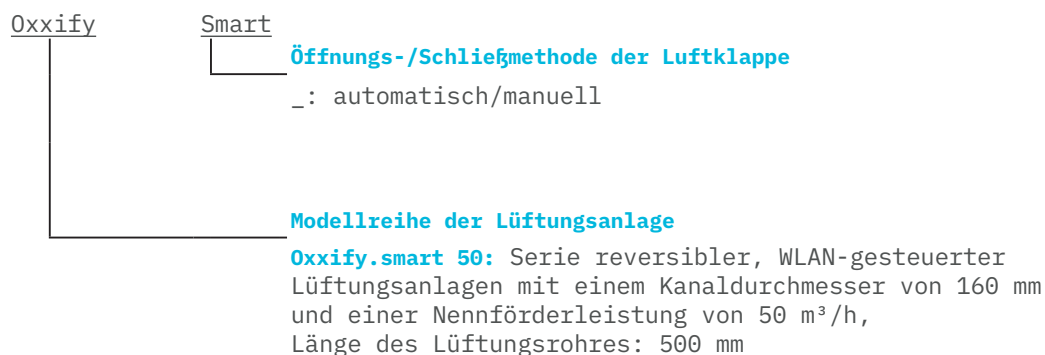 Oxxify Smart
Öffnungs-/Schließmethode der Luftklappe
_: automatisch/manuell
Modellreihe der Lüftungsanlage
Oxxify.smart 50: Serie reversibler, WLAN-gesteuerter
Lüftungsanlagen mit einem Kanaldurchmesser von 160 mm
und einer Nennförderleistung von 50 m³/h,
Länge des Lüftungsrohres: 500 mm